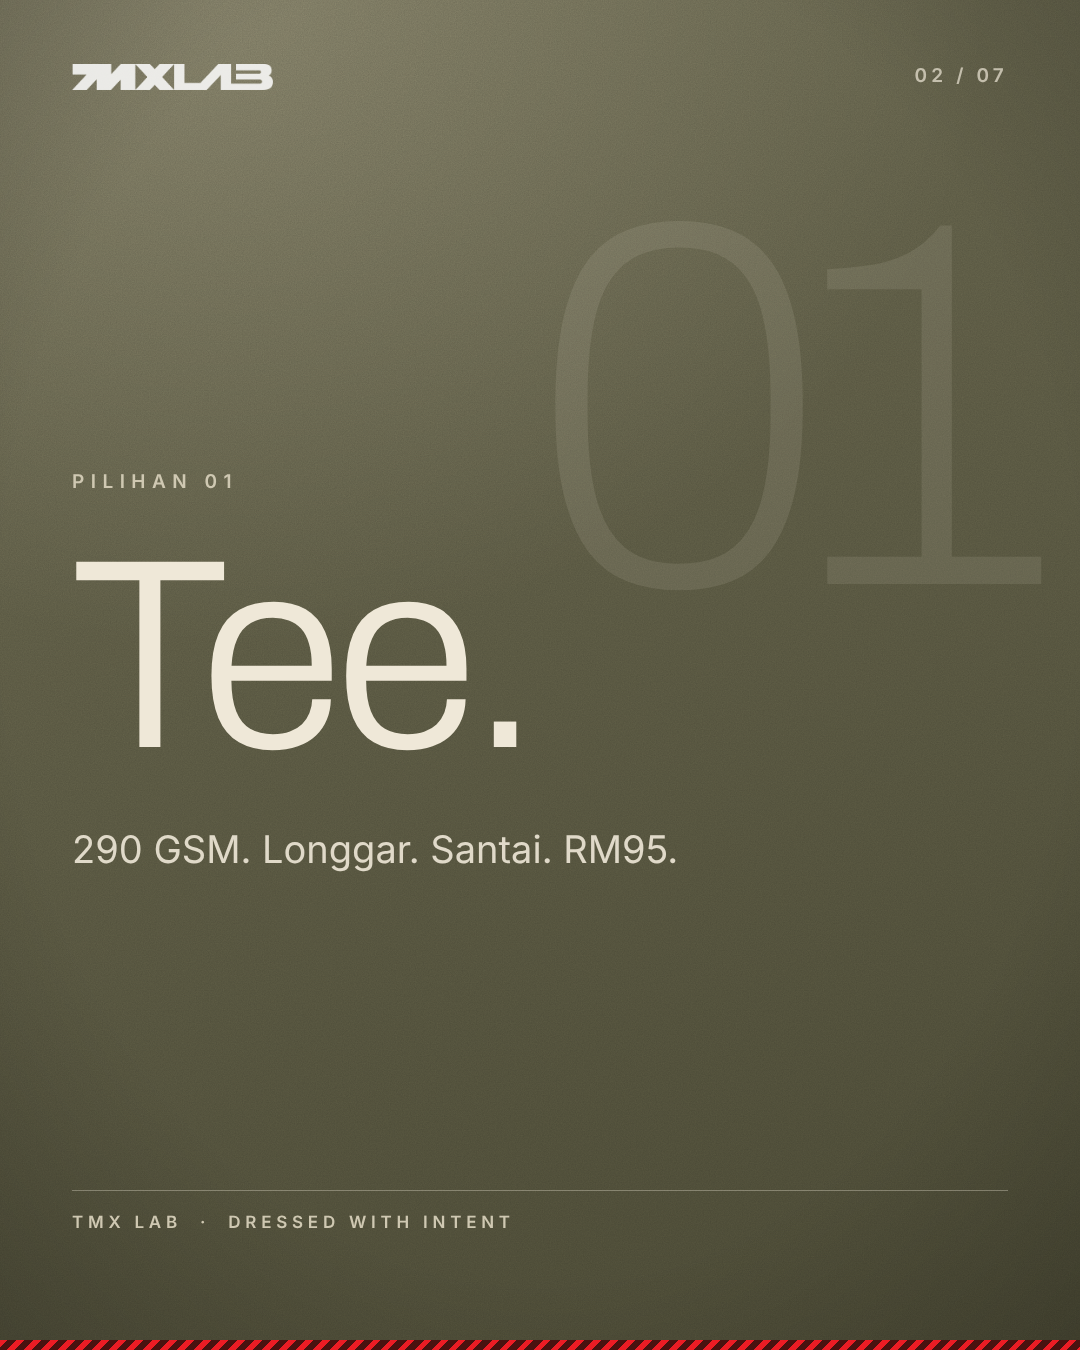 TMXLAB
02 / 07
01
PILIHAN 01
Tee.
290 GSM. Longgar. Santai. RM95.
TMX LAB · DRESSED WITH INTENT